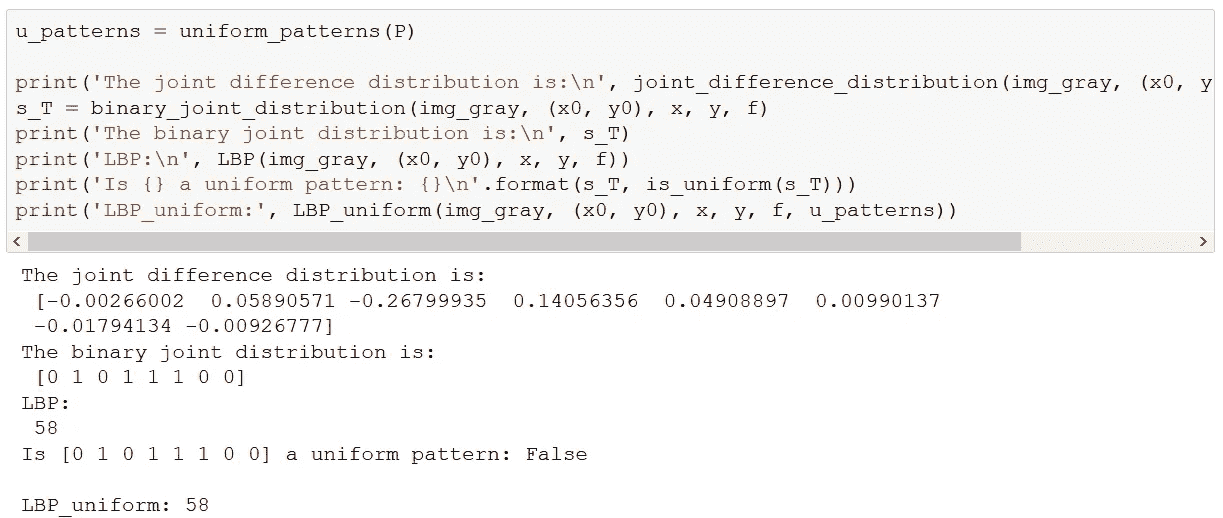 u_patterns = uniform_patterns(P)
print('The joint difference distribution is:\n', joint_difference_distribution(img_gray, (x0, y
s_T = binary_joint_distribution(img_gray, (x0, y0), x, y, f)
print('The binary joint distribution is:\n', s_T)
print('LBP:\n', LBP(img_gray, (x0, y0), x, y, f))
print('Is {} a uniform pattern: {}\n'.format(s_T, is_uniform(s_T)))
print('LBP_uniform:', LBP_uniform(img_gray, (x0, y0), x, y, f, u_patterns))
The joint difference distribution is:
[-0.00266002 0.05890571 -0.26799935 0.14056356 0.04908897 0.00990137
-0.01794134 -0.00926777]
The binary joint distribution is:
[0 1 0 1 1 1 0 0]
LBP:
58
Is [0 1 0 1 1 1 0 0] a uniform pattern: False
LBP_uniform: 58